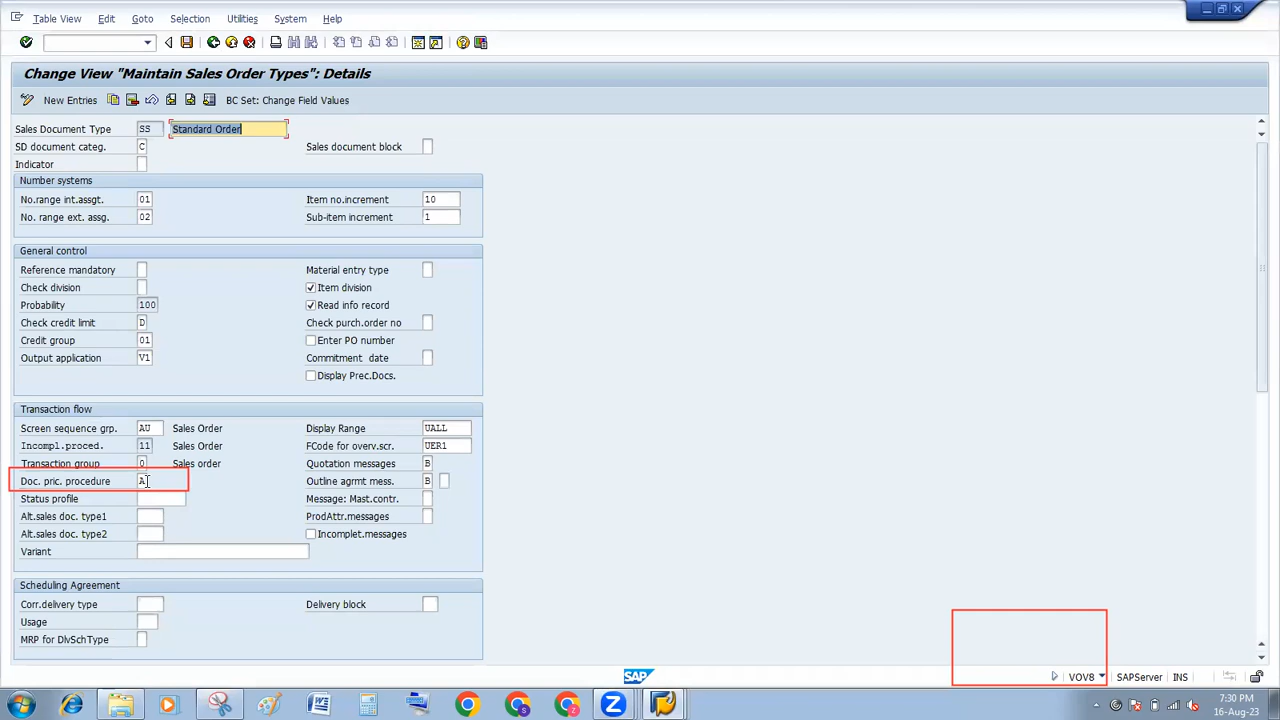 Table View Edit Goto Selection Utilities System Help
Change View "Maintain Sales Order Types": Details
New Entries BC Set: Change Field Values
Sales Document Type SS Standard Order
SD document categ. C Sales document block
Indicator
Number systems
No.range int.assgt. 01 Item no.increment 10
No. range ext. assg. 02 Sub-item increment 1
General control
Reference mandatory Material entry type
Check division Item division
Probability 100 Read info record
Check credit limit D Check purch.order no
Credit group 01 Enter PO number
Output application V1 Commitment date
Display Prec.Docs.
Transaction flow
Screen sequence grp. AU Sales Order Display Range UALL
Incompl.proced. 11 Sales Order FCode for overv.scr. UER1
Transaction group 0 Sales order Quotation messages B
Doc. pric. procedure A Outline agrmt mess. B
Status profile Message: Mast.contr.
Alt.sales doc. type1 ProdAttr.messages
Alt.sales doc. type2 Incomplet.messages
Variant
Scheduling Agreement
Corr.delivery type Delivery block
Usage
MRP for DlvSchType
SAP VOV8 SAPServer INS
7:30 PM
16-Aug-23